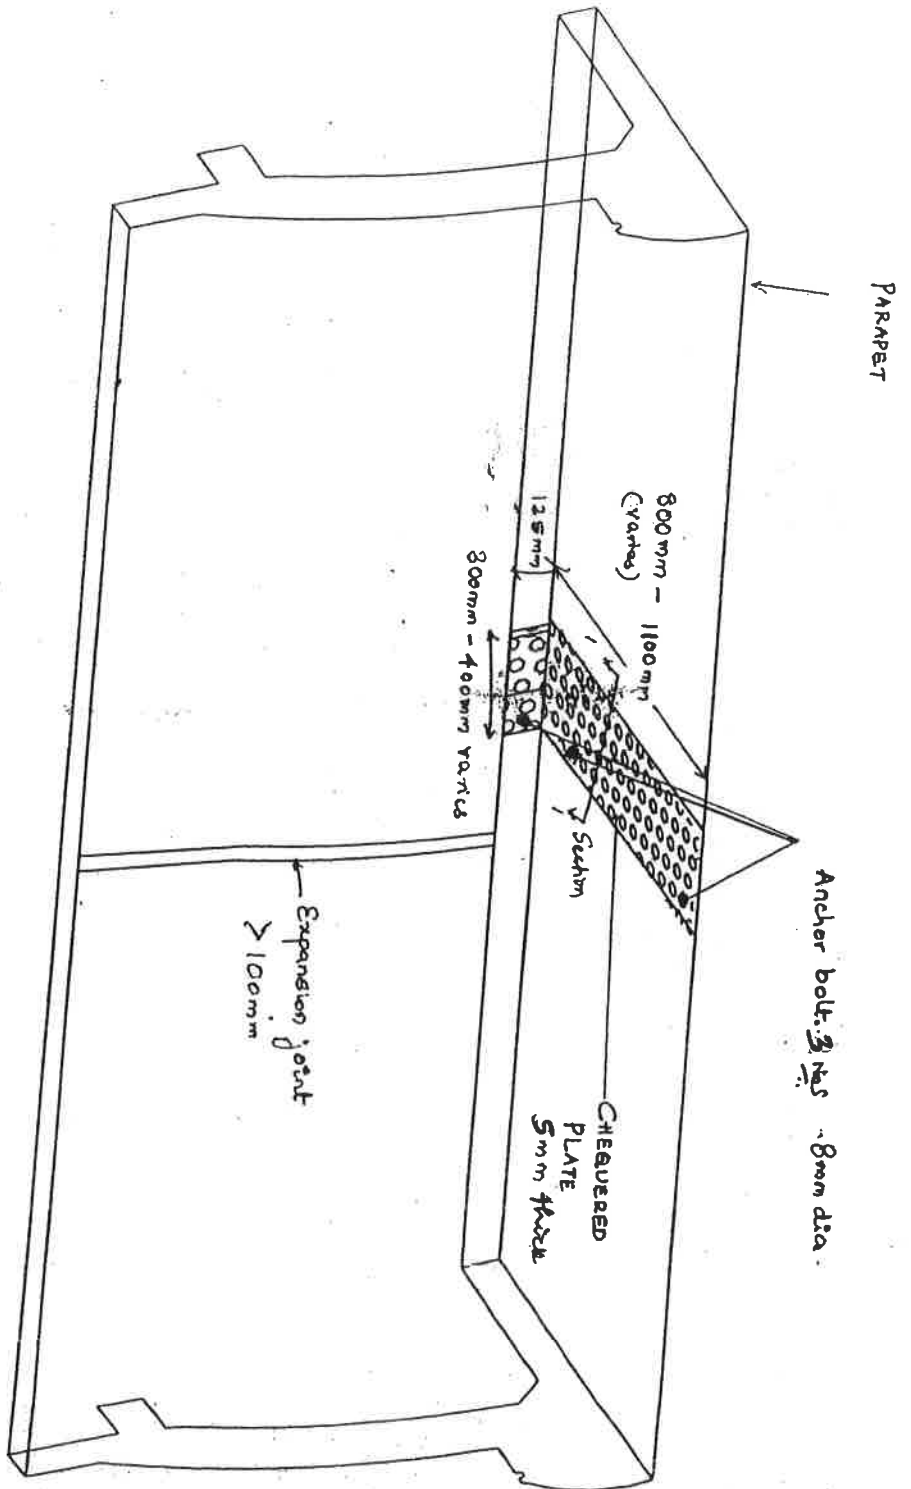 PARAPET
800mm - 1100mm
(varies)
125mm
300mm - 400mm varies
Section
Anchor bolt. 3 Nos 8mm dia.
CHEQUERED
PLATE
5mm thick
Expansion joint
> 100mm